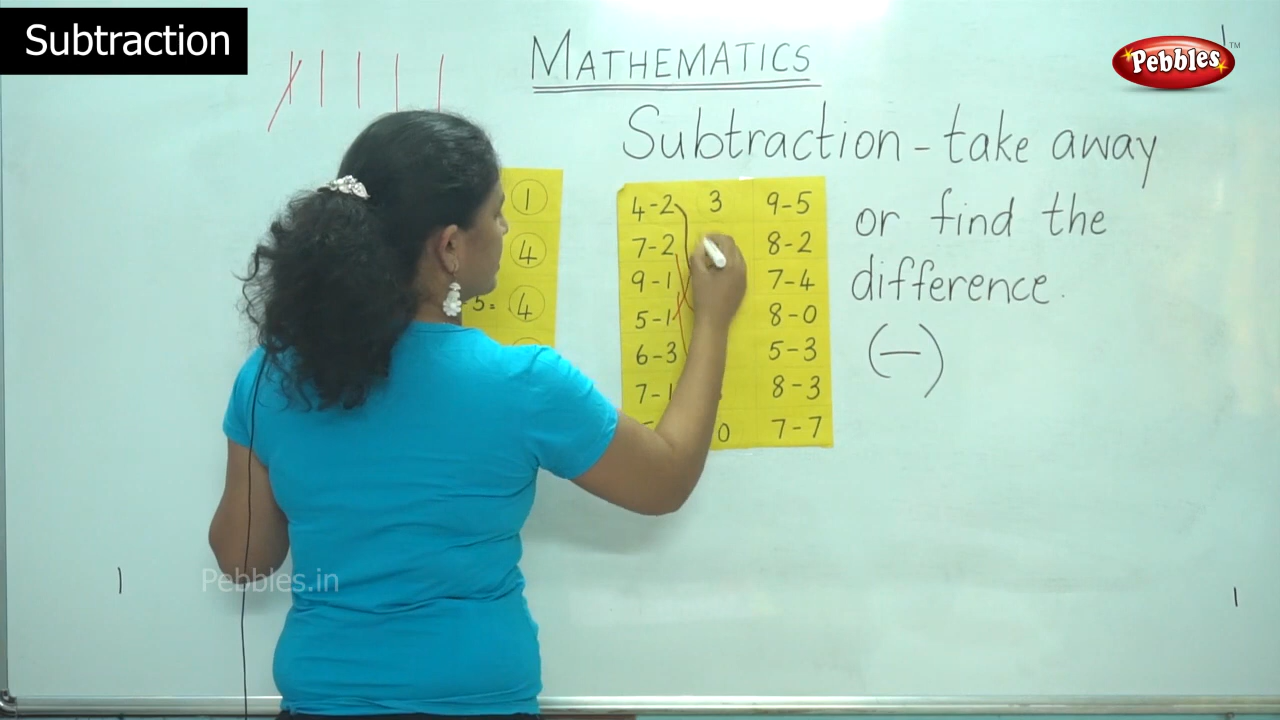 Subtraction
MATHEMATICS
Pebbles TM
Subtraction - take away
or find the
difference.
(—)
1
4
5 = 4
4-2 3 9-5
7-2 8-2
9-1 7-4
5-1 8-0
6-3 5-3
7-1 8-3
0 7-7
Pebbles.in